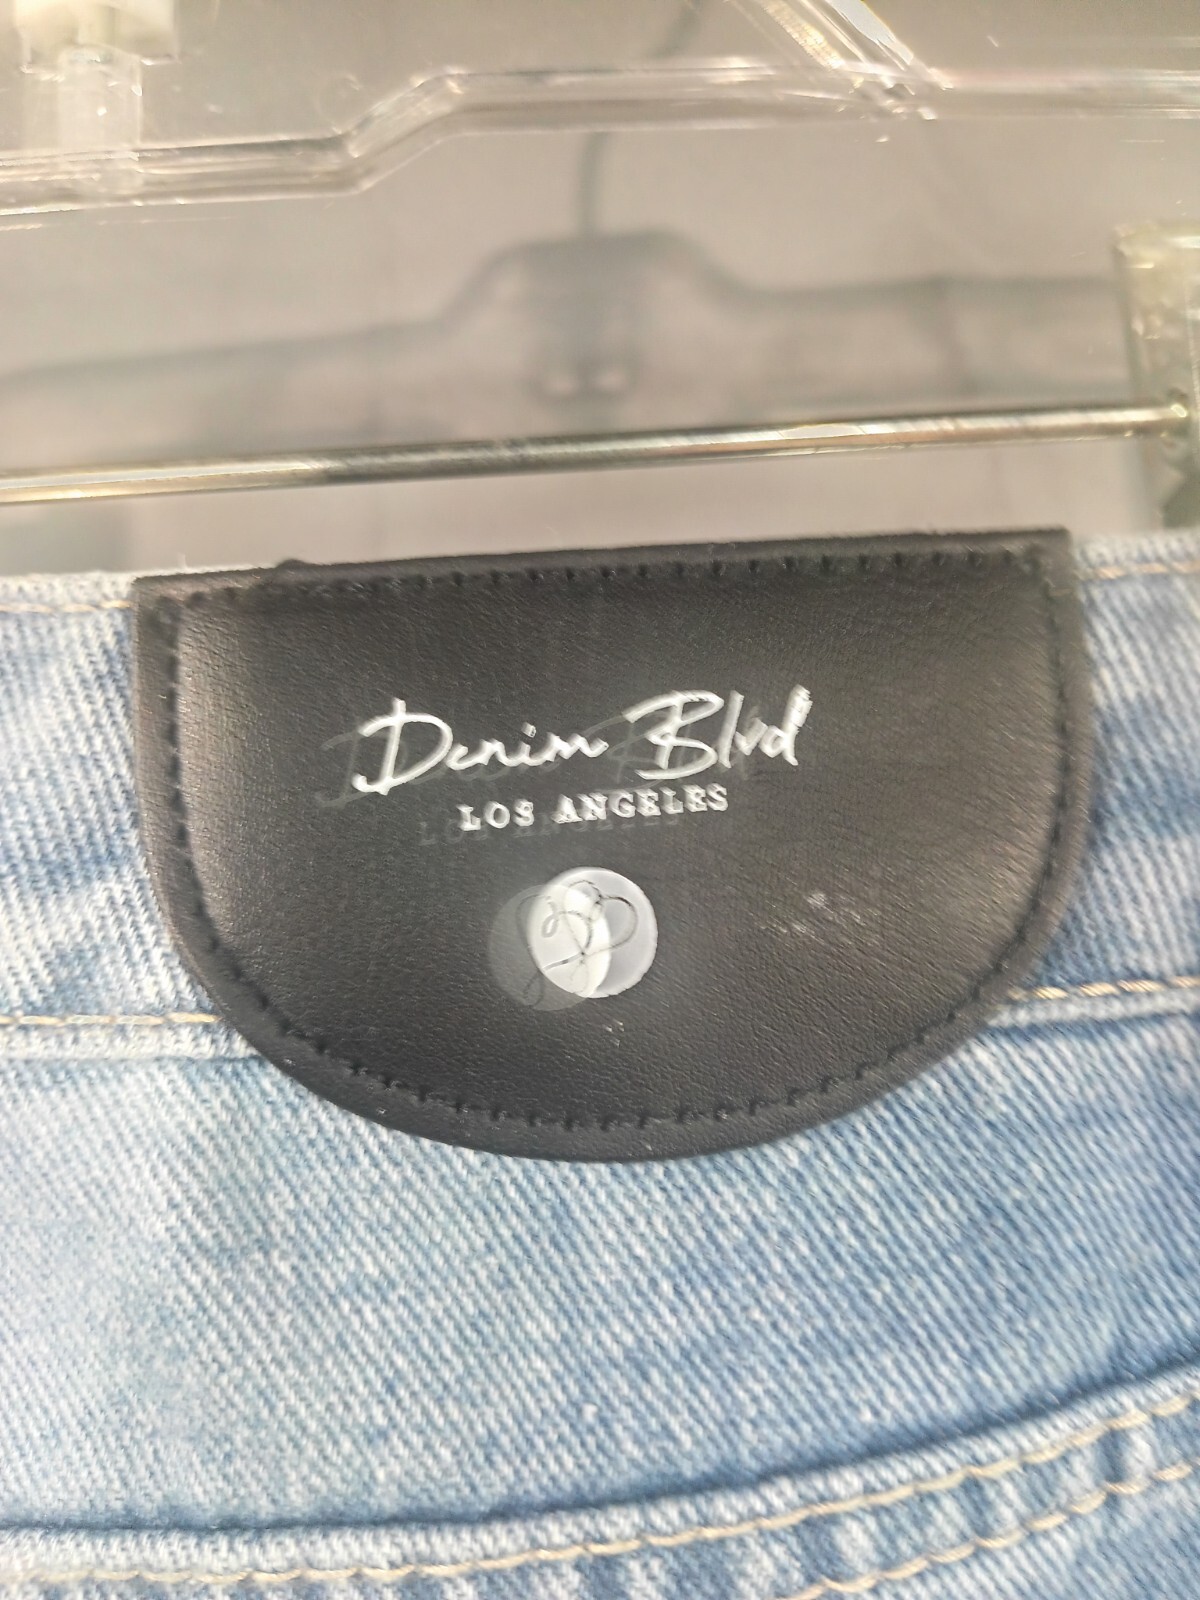 Denim Blvd
LOS ANGELES